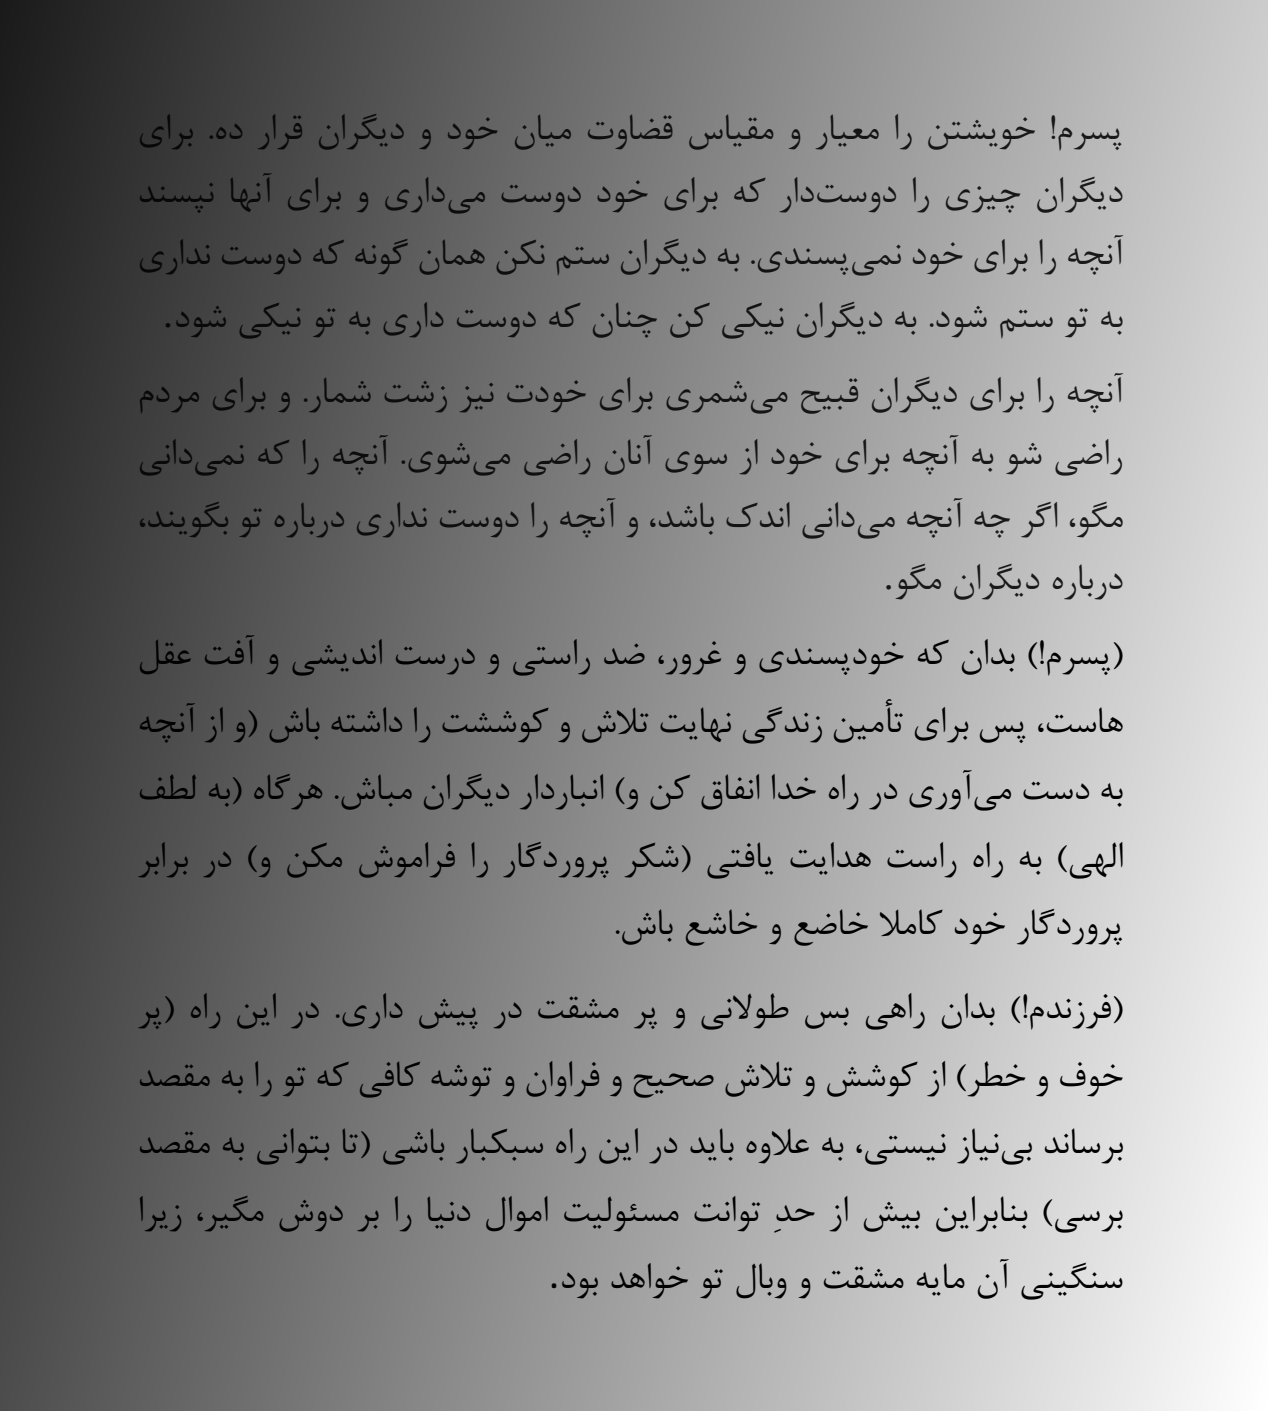 پسرم! خویشتن را معیار و مقیاس قضاوت میان خود و دیگران قرار ده. برای
دیگران چیزی را دوست‌دار که برای خود دوست می‌داری و برای آنها نپسند
آنچه را برای خود نمی‌پسندی. به دیگران ستم نکن همان گونه که دوست نداری
به تو ستم شود. به دیگران نیکی کن چنان که دوست داری به تو نیکی شود.
آنچه را برای دیگران قبیح می‌شمری برای خودت نیز زشت شمار. و برای مردم
راضی شو به آنچه برای خود از سوی آنان راضی می‌شوی. آنچه را که نمی‌دانی
مگو، اگر چه آنچه می‌دانی اندک باشد، و آنچه را دوست نداری درباره تو بگویند،
درباره دیگران مگو.
(پسرم!) بدان که خودپسندی و غرور، ضد راستی و درست اندیشی و آفت عقل
هاست، پس برای تأمین زندگی نهایت تلاش و کوششت را داشته باش (و از آنچه
به دست می‌آوری در راه خدا انفاق کن و) انباردار دیگران مباش. هرگاه (به لطف
الهی) به راه راست هدایت یافتی (شکر پروردگار را فراموش مکن و) در برابر
پروردگار خود کاملا خاضع و خاشع باش.
(فرزندم!) بدان راهی بس طولانی و پر مشقت در پیش داری. در این راه (پر
خوف و خطر) از کوشش و تلاش صحیح و فراوان و توشه کافی که تو را به مقصد
برساند بی‌نیاز نیستی، به علاوه باید در این راه سبکبار باشی (تا بتوانی به مقصد
برسی) بنابراین بیش از حدِ توانت مسئولیت اموال دنیا را بر دوش مگیر، زیرا
سنگینی آن مایه مشقت و وبال تو خواهد بود.